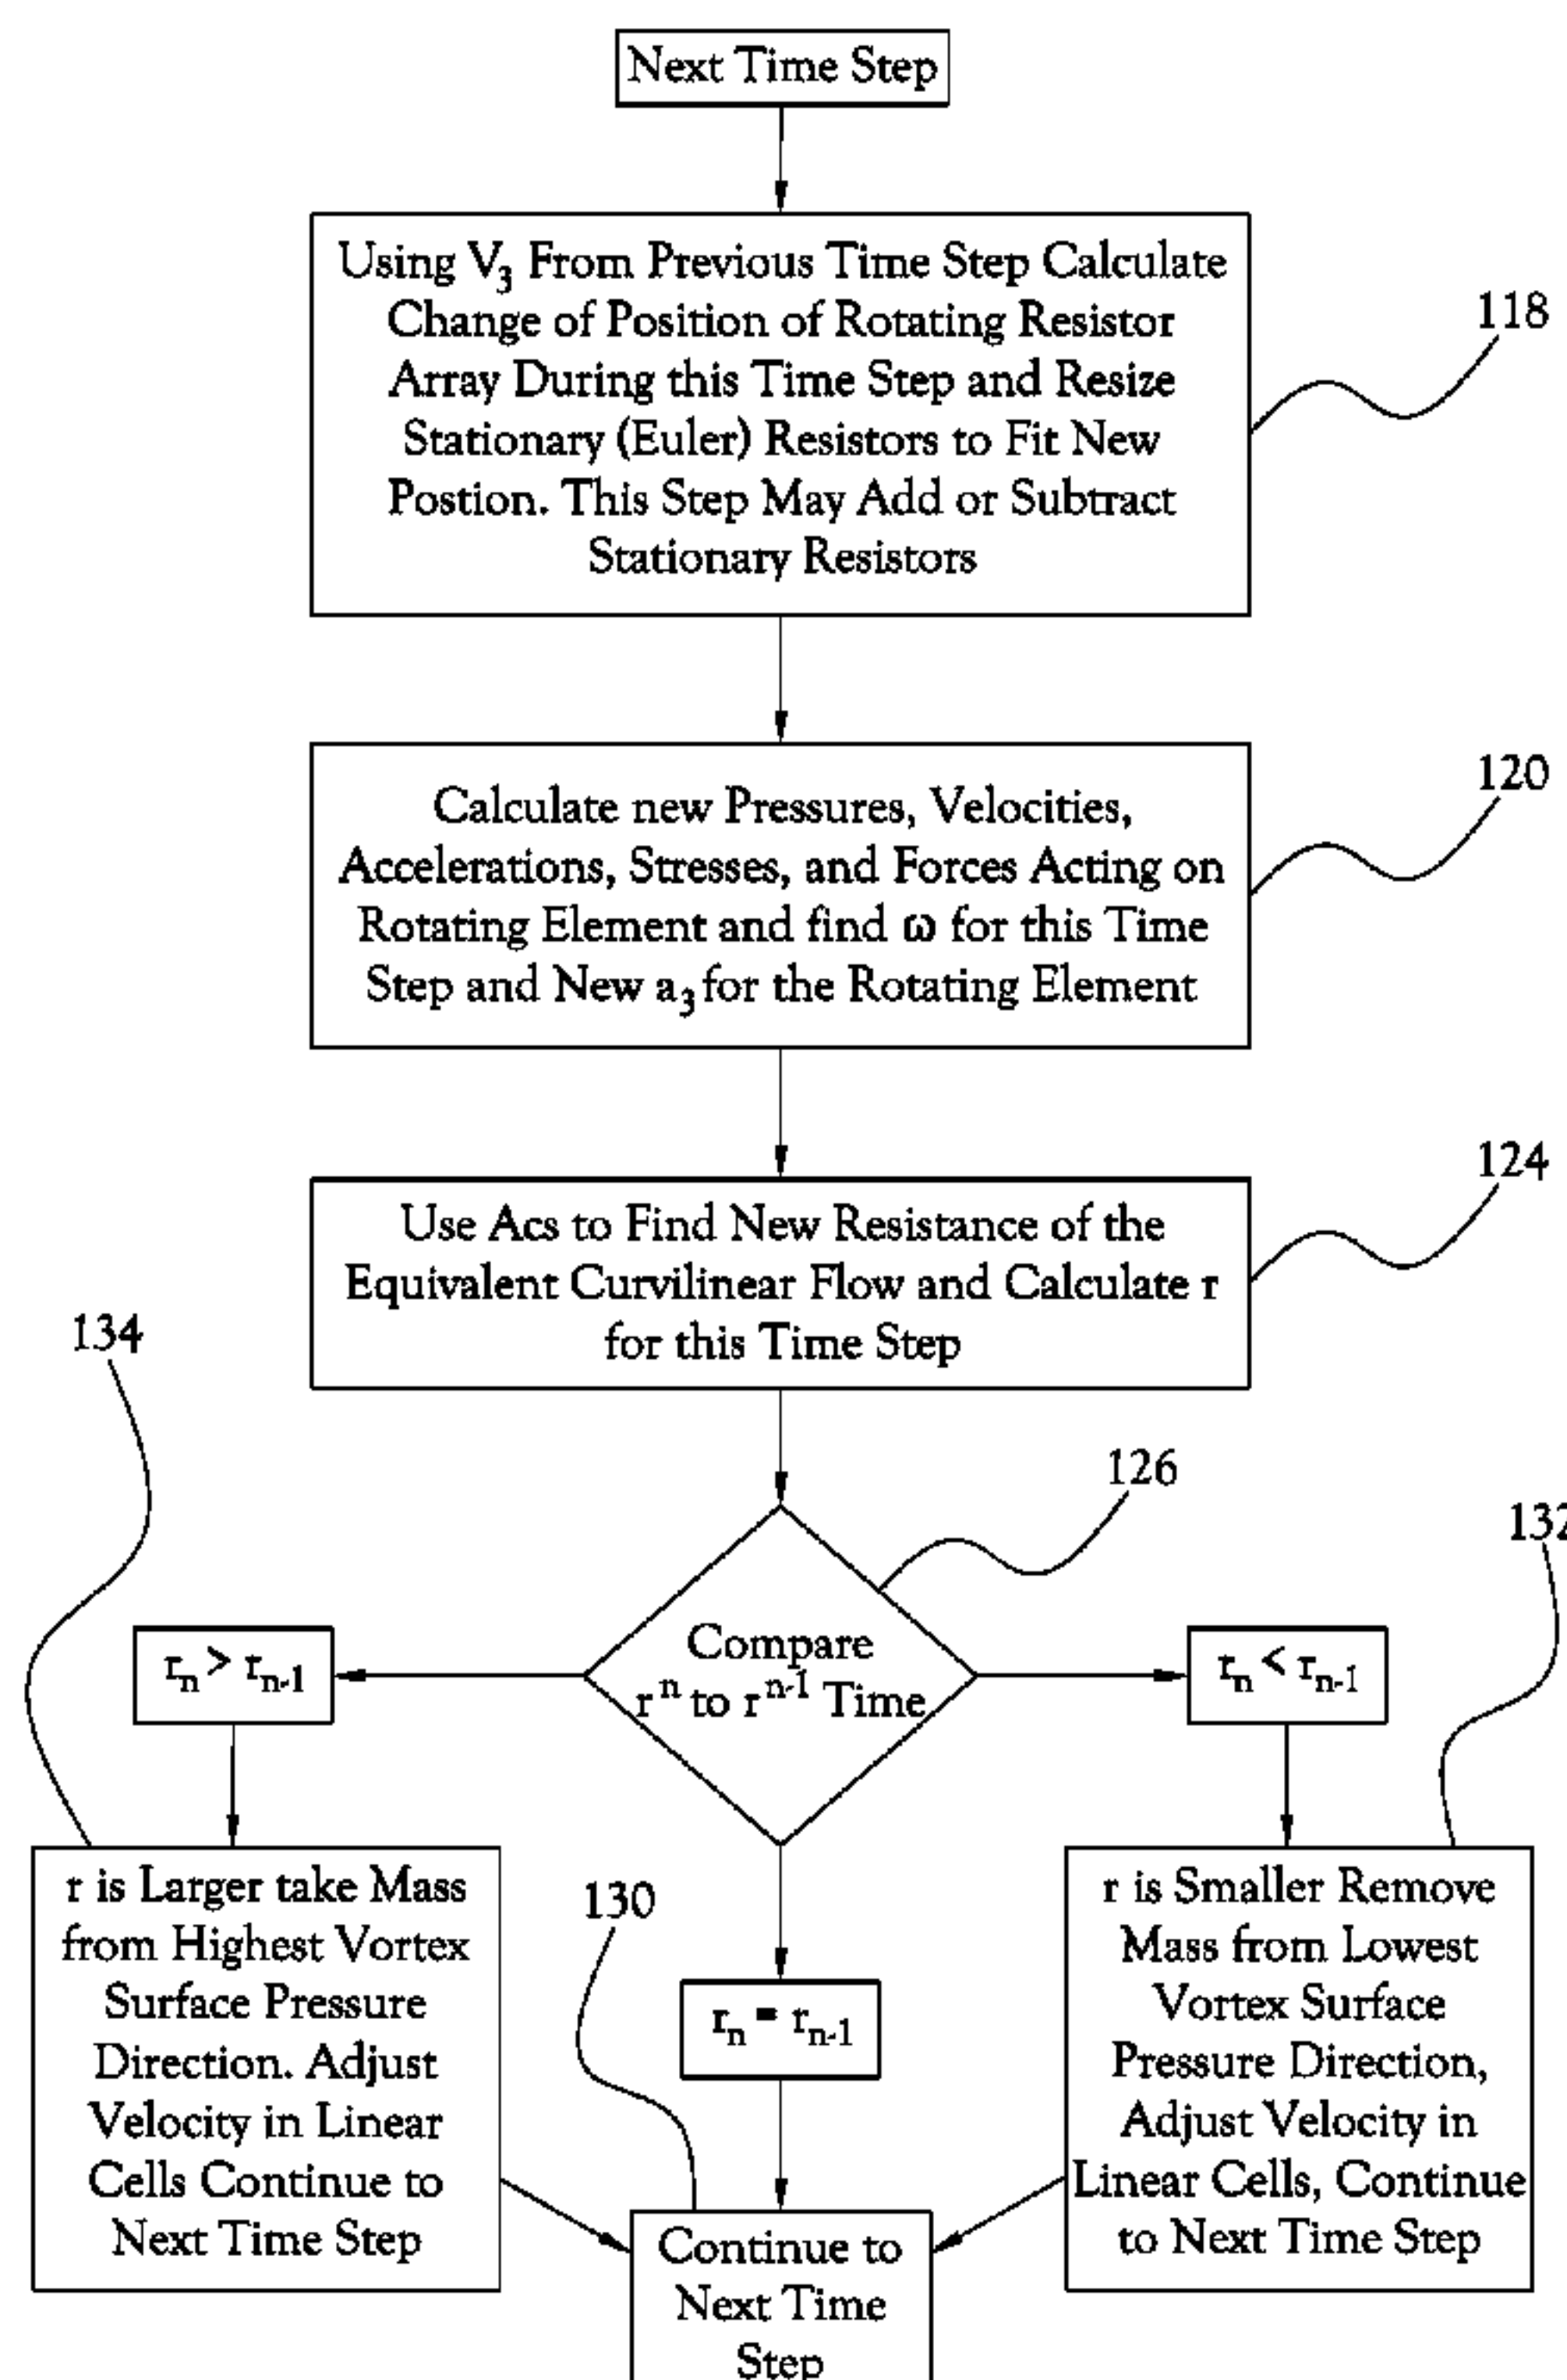 Next Time Step
Using V3 From Previous Time Step Calculate
Change of Position of Rotating Resistor
Array During this Time Step and Resize
Stationary (Euler) Resistors to Fit New
Postion. This Step May Add or Subtract
Stationary Resistors
118
Calculate new Pressures, Velocities,
Accelerations, Stresses, and Forces Acting on
Rotating Element and find ω for this Time
Step and New a3 for the Rotating Element
120
Use Acs to Find New Resistance of the
Equivalent Curvilinear Flow and Calculate r
for this Time Step
124
134
126
132
Compare
r^n to r^n-1 Time
rn > rn-1
rn < rn-1
r is Larger take Mass
from Highest Vortex
Surface Pressure
Direction. Adjust
Velocity in Linear
Cells Continue to
Next Time Step
130
rn = rn-1
r is Smaller Remove
Mass from Lowest
Vortex Surface
Pressure Direction,
Adjust Velocity in
Linear Cells, Continue
to Next Time Step
Continue to
Next Time
Step